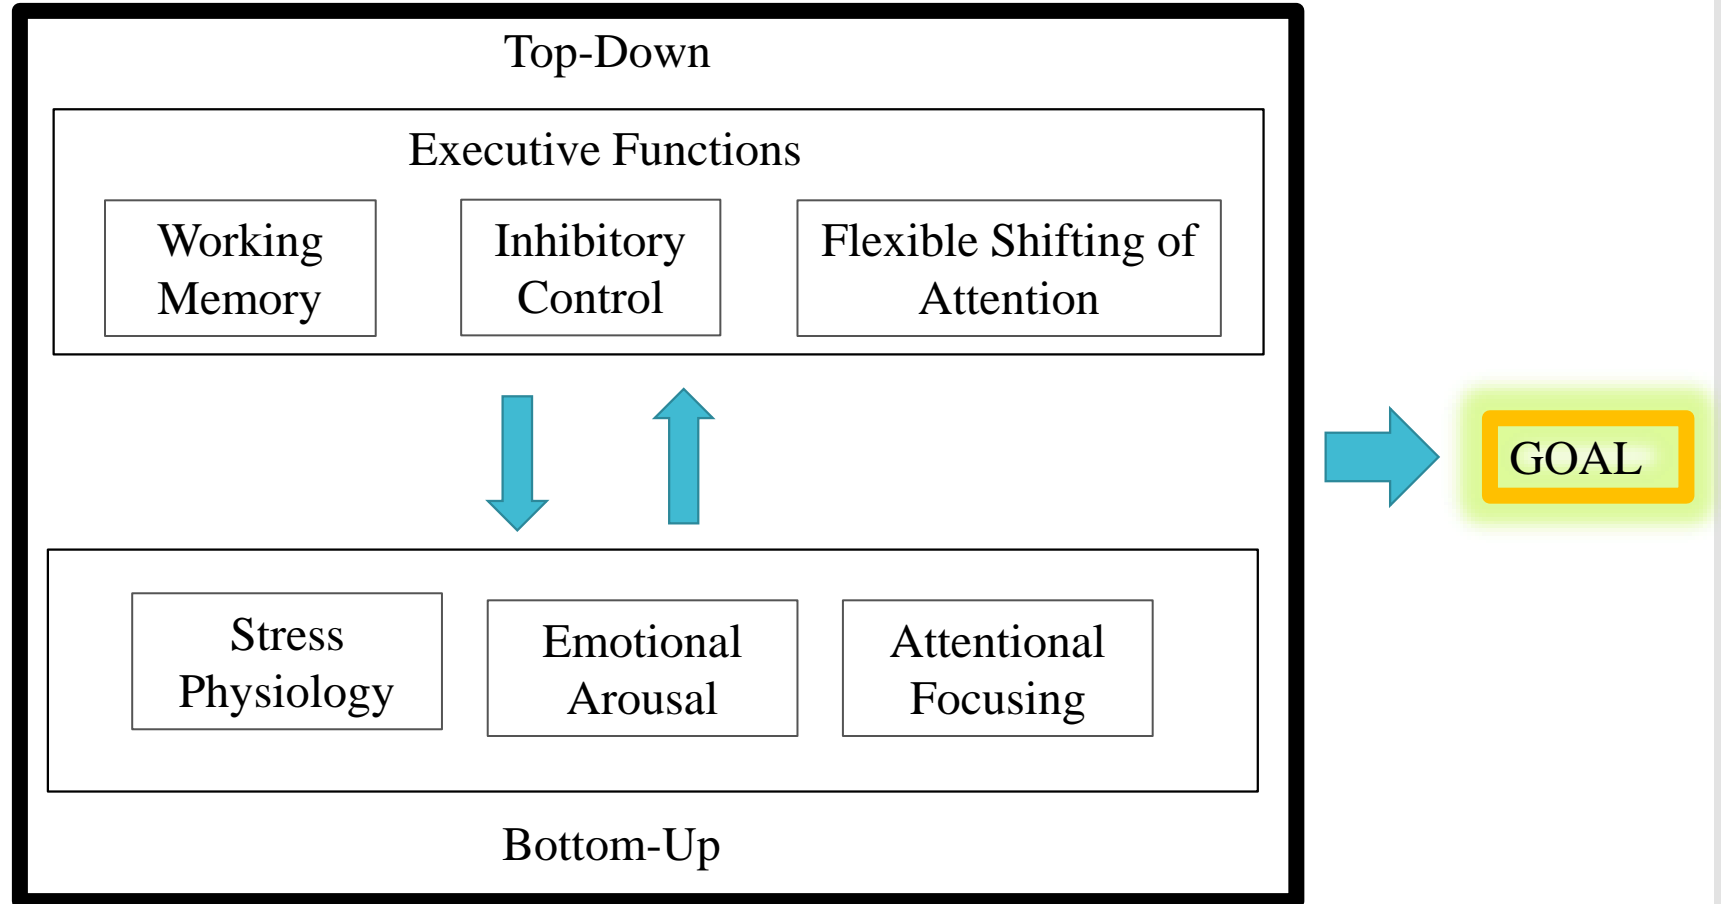 Top-Down
Executive Functions
Working
Memory
Inhibitory
Control
Flexible Shifting of
Attention
GOAL
Stress
Physiology
Emotional
Arousal
Attentional
Focusing
Bottom-Up